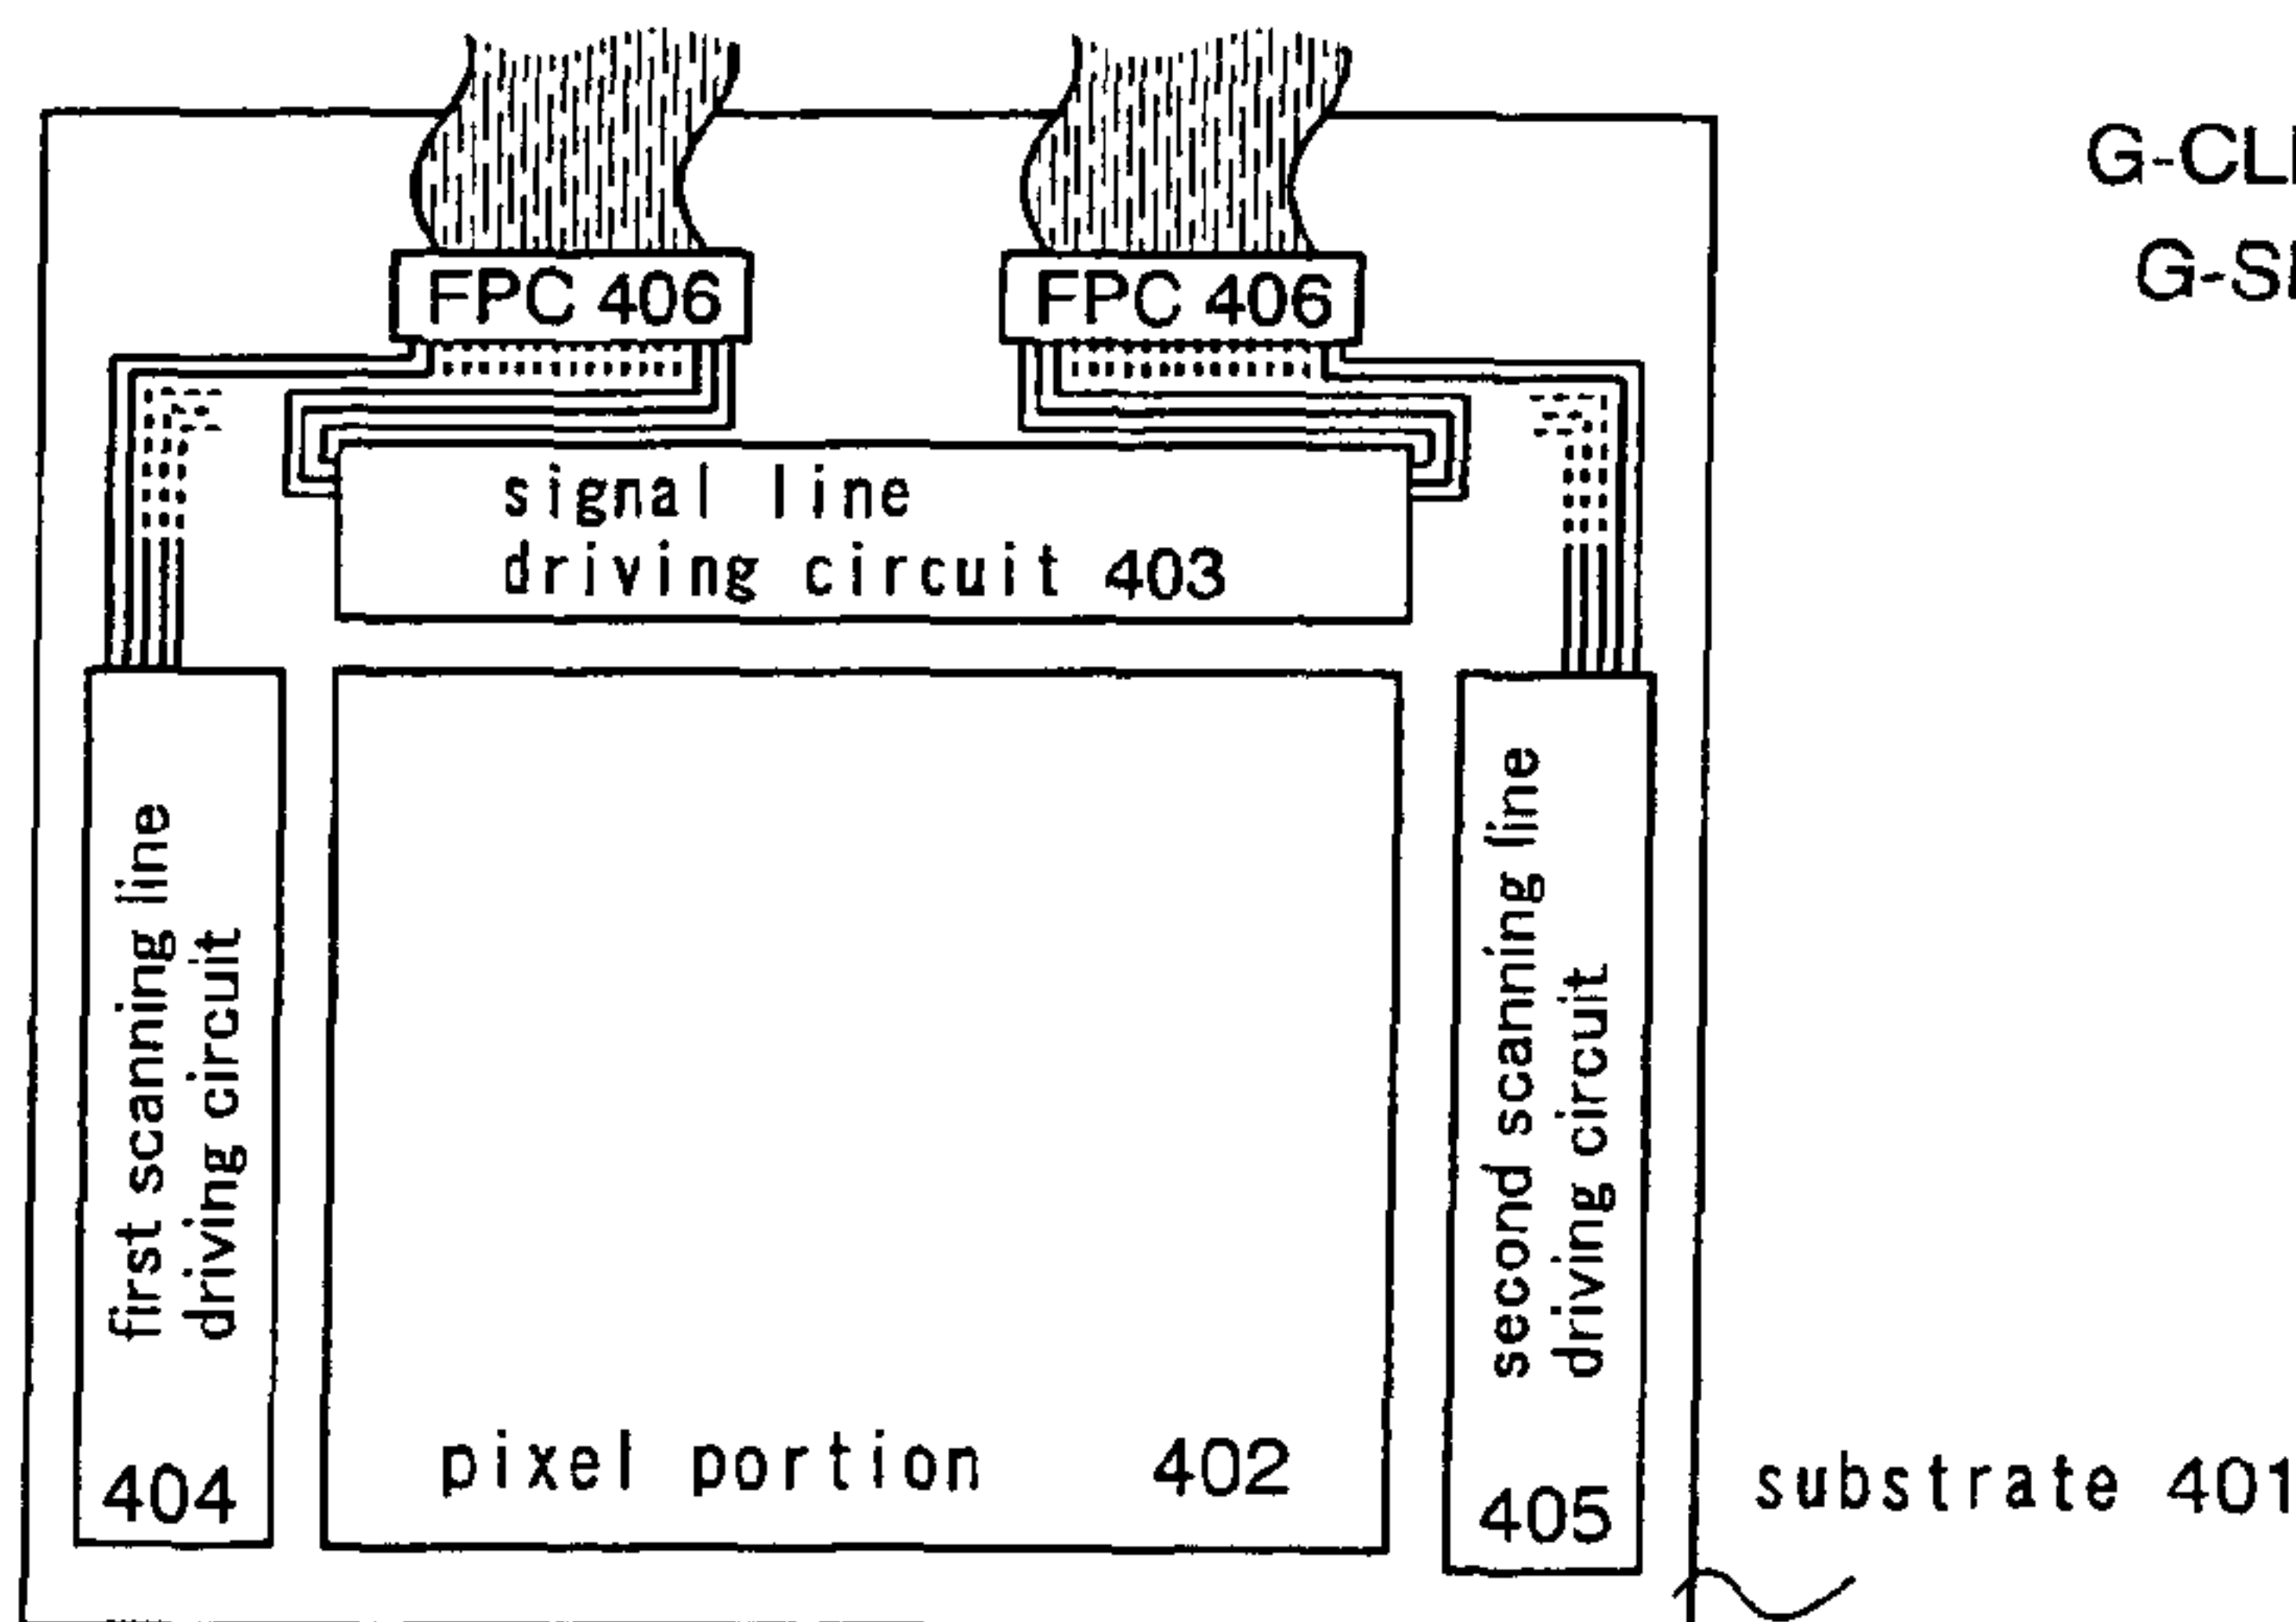 FPC 406
FPC 406
signal line
driving circuit 403
first scanning line
driving circuit
404
pixel portion 402
second scanning line
driving circuit
405
substrate 401